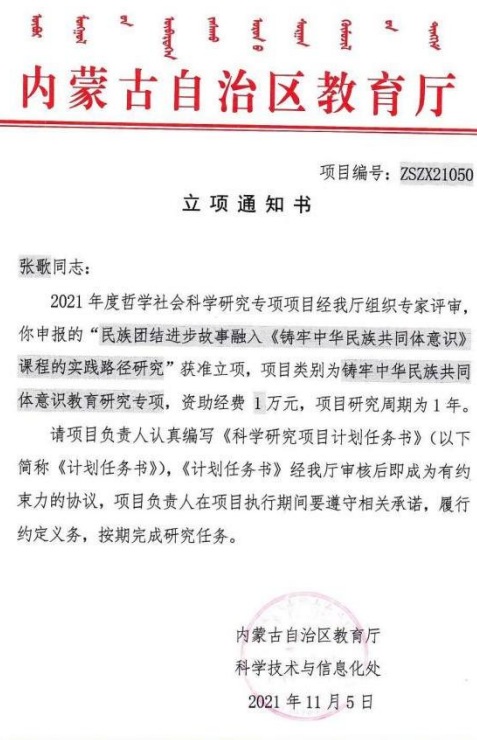 内蒙古自治区教育厅
项目编号：ZSZX21050
立项通知书
张歌同志：
2021 年度哲学社会科学研究专项项目经我厅组织专家评审，
你申报的“民族团结进步故事融入《铸牢中华民族共同体意识》
课程的实践路径研究”获准立项，项目类别为铸牢中华民族共同
体意识教育研究专项，资助经费 1 万元，项目研究周期为 1 年。
请项目负责人认真编写《科学研究项目计划任务书》（以下
简称《计划任务书》），《计划任务书》经我厅审核后即成为有约
束力的协议，项目负责人在项目执行期间要遵守相关承诺，履行
约定义务，按期完成研究任务。
内蒙古自治区教育厅
科学技术与信息化处
2021 年 11 月 5 日